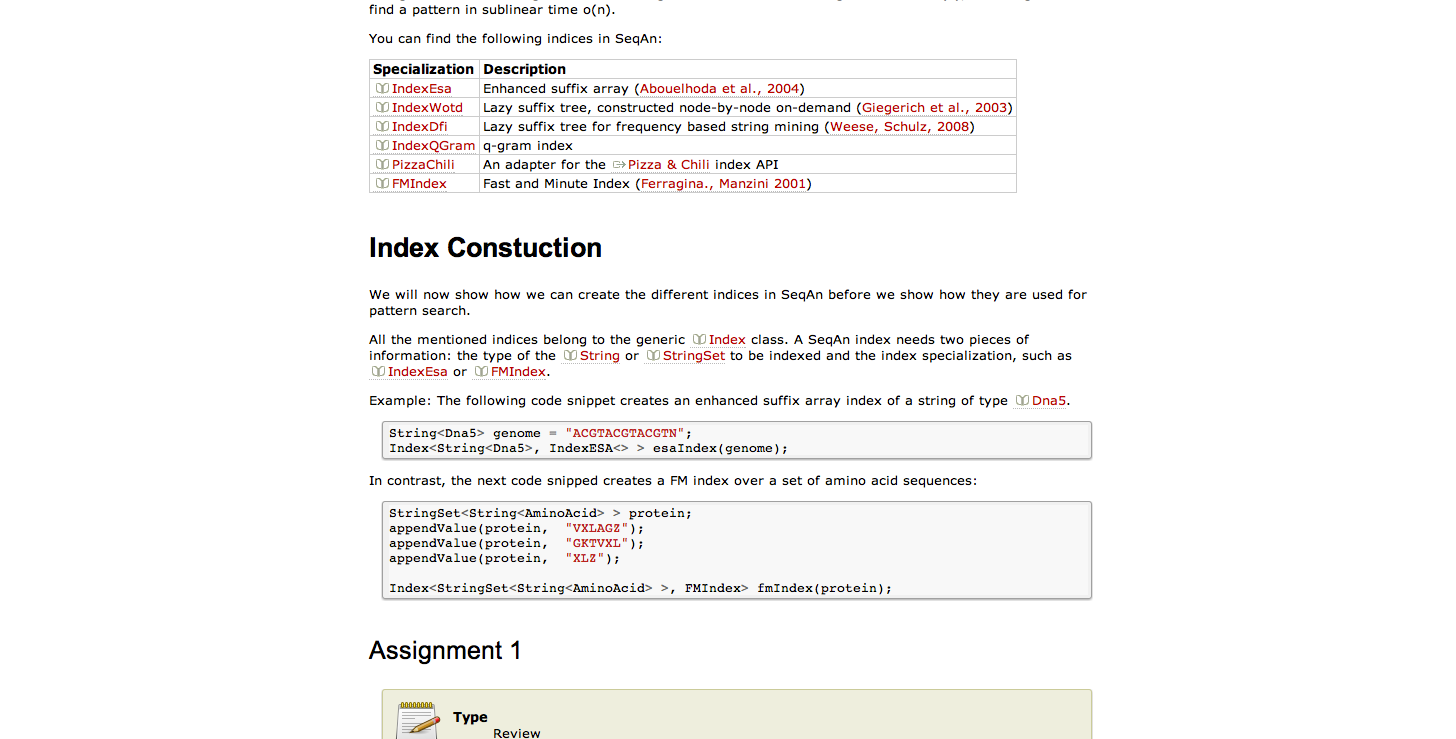 find a pattern in sublinear time o(n).
You can find the following indices in SeqAn:
Specialization Description
IndexEsa Enhanced suffix array (Abouelhoda et al., 2004)
IndexWotd Lazy suffix tree, constructed node-by-node on-demand (Giegerich et al., 2003)
IndexDfi Lazy suffix tree for frequency based string mining (Weese, Schulz, 2008)
IndexQGram q-gram index
PizzaChili An adapter for the Pizza & Chili index API
FMIndex Fast and Minute Index (Ferragina., Manzini 2001)
Index Constuction
We will now show how we can create the different indices in SeqAn before we show how they are used for
pattern search.
All the mentioned indices belong to the generic Index class. A SeqAn index needs two pieces of
information: the type of the String or StringSet to be indexed and the index specialization, such as
IndexEsa or FMIndex.
Example: The following code snippet creates an enhanced suffix array index of a string of type Dna5.
String<Dna5> genome = "ACGTACGTACGTN";
Index<String<Dna5>, IndexESA<> > esaIndex(genome);
In contrast, the next code snipped creates a FM index over a set of amino acid sequences:
StringSet<String<AminoAcid> > protein;
appendValue(protein, "VXLAGZ");
appendValue(protein, "GKTVXL");
appendValue(protein, "XLZ");
Index<StringSet<String<AminoAcid> >, FMIndex> fmIndex(protein);
Assignment 1
Type
Review